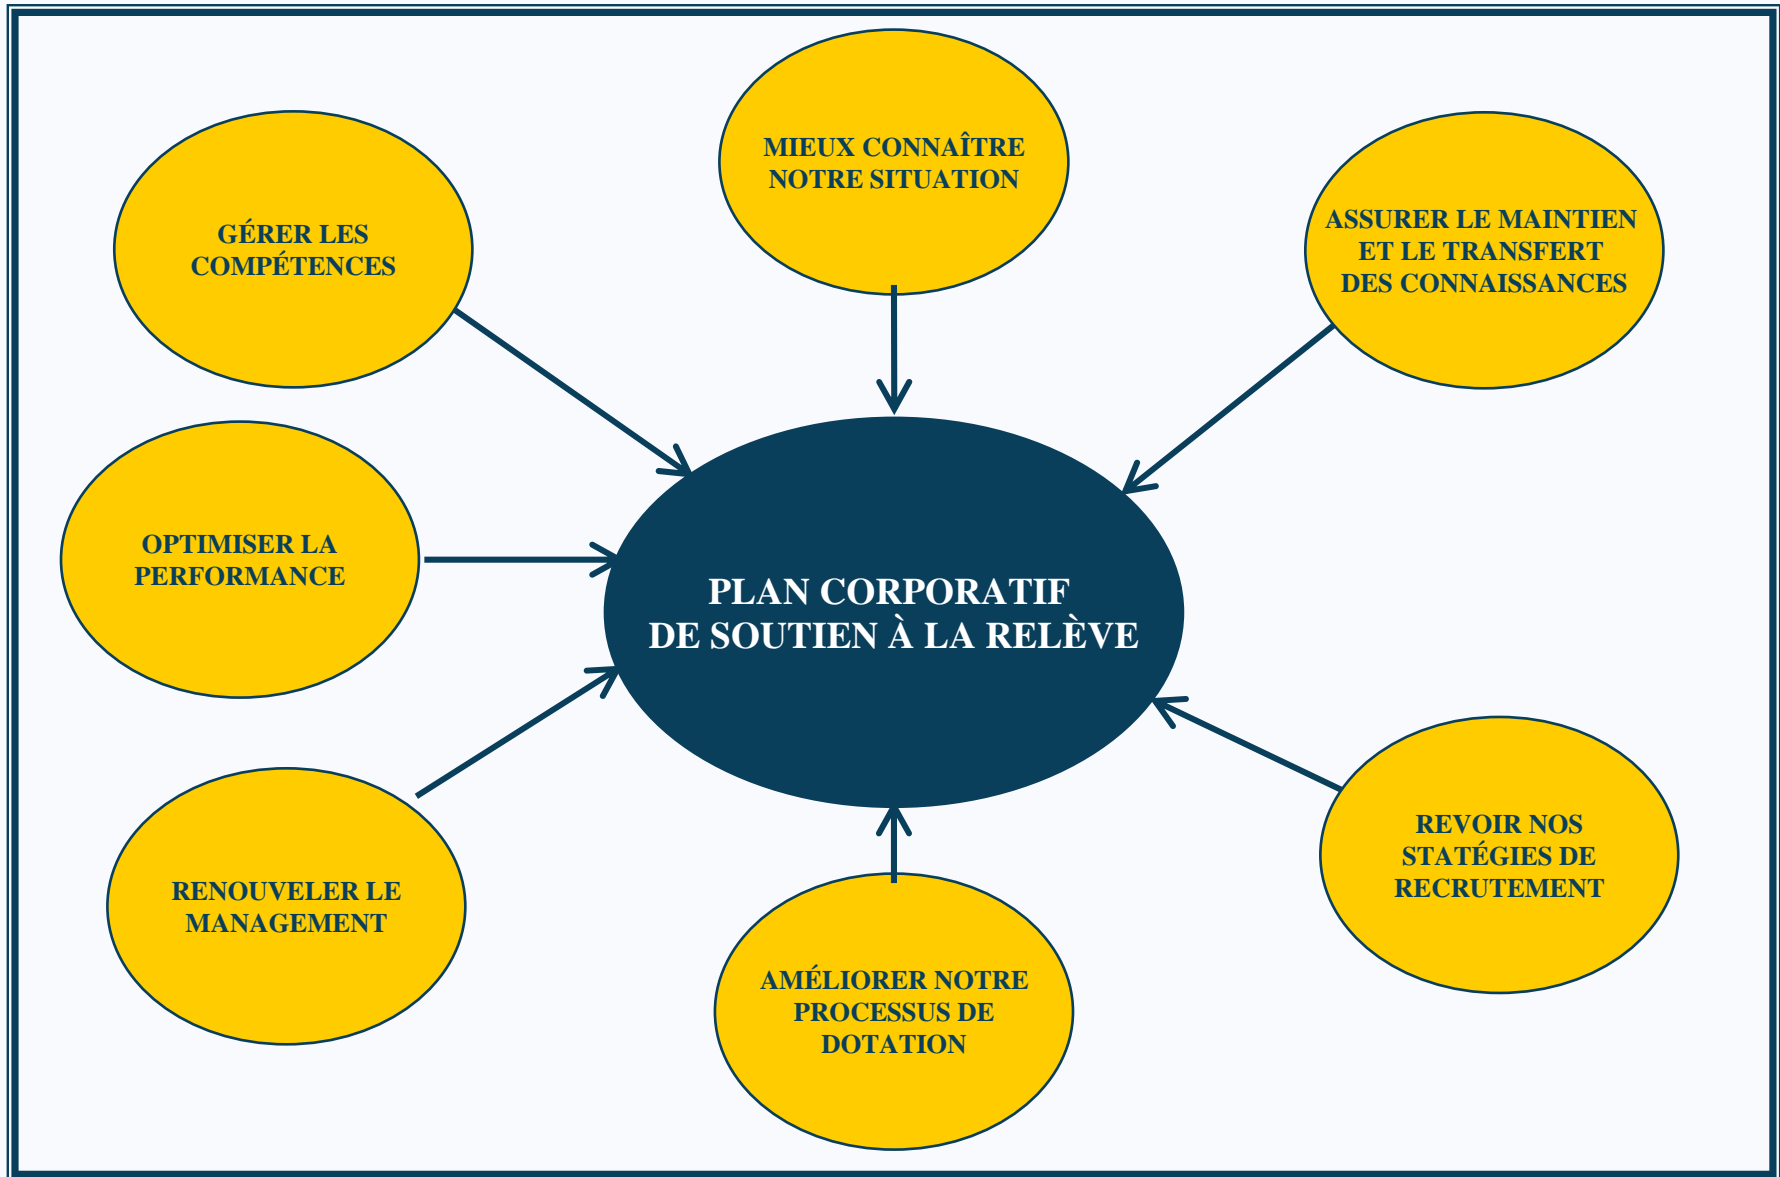 MIEUX CONNAÎTRE
NOTRE SITUATION
GÉRER LES
COMPÉTENCES
ASSURER LE MAINTIEN
ET LE TRANSFERT
DES CONNAISSANCES
OPTIMISER LA
PERFORMANCE
PLAN CORPORATIF
DE SOUTIEN À LA RELÈVE
RENOUVELER LE
MANAGEMENT
REVOIR NOS
STATÉGIES DE
RECRUTEMENT
AMÉLIORER NOTRE
PROCESSUS DE
DOTATION